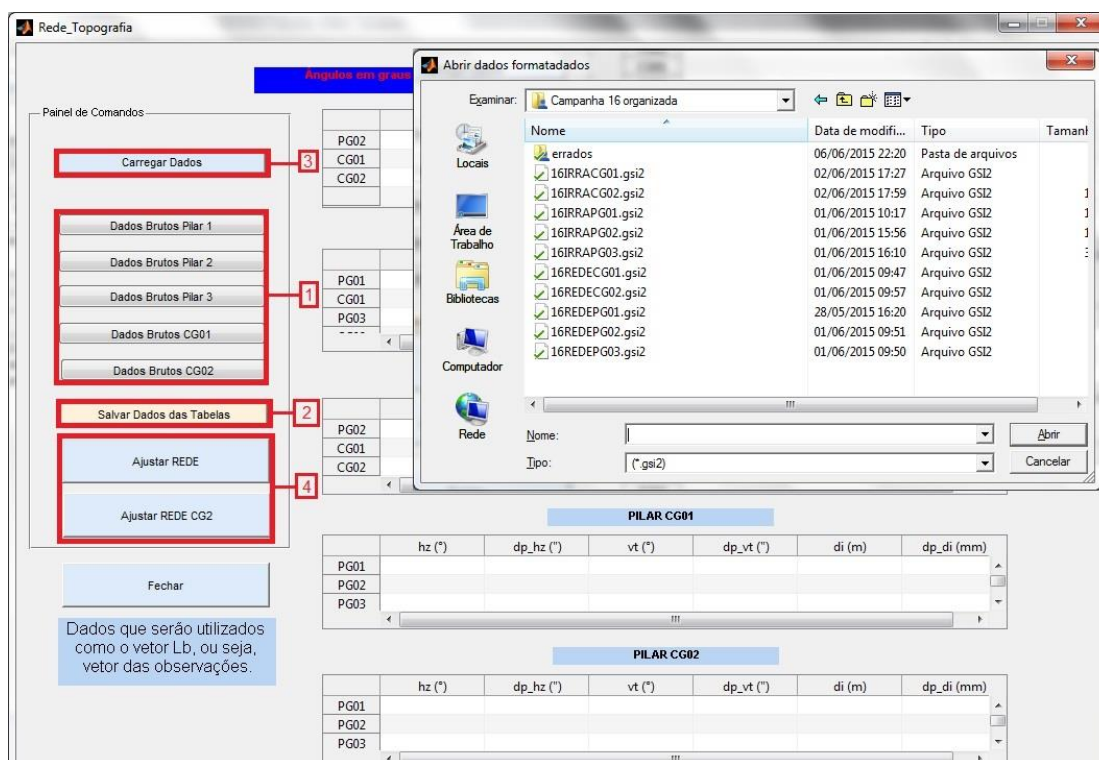 Rede_Topografia
Ângulos em graus
Painel de Comandos
Carregar Dados
3
Dados Brutos Pilar 1
Dados Brutos Pilar 2
Dados Brutos Pilar 3
Dados Brutos CG01
Dados Brutos CG02
1
Salvar Dados das Tabelas
2
Ajustar REDE
Ajustar REDE CG2
4
Fechar
Dados que serão utilizados
como o vetor Lb, ou seja,
vetor das observações.
PG02
CG01
CG02
PG01
CG01
PG03
PG02
CG01
CG02
Abrir dados formatadados
Examinar: Campanha 16 organizada
Locais
Área de
Trabalho
Bibliotecas
Computador
Rede
Nome Data de modifi... Tipo Tamanh
errados 06/06/2015 22:20 Pasta de arquivos
16IRRACG01.gsi2 02/06/2015 17:27 Arquivo GSI2
16IRRACG02.gsi2 02/06/2015 17:59 Arquivo GSI2 1
16IRRAPG01.gsi2 01/06/2015 10:17 Arquivo GSI2 1
16IRRAPG02.gsi2 01/06/2015 15:56 Arquivo GSI2 1
16IRRAPG03.gsi2 01/06/2015 16:10 Arquivo GSI2 3
16REDECG01.gsi2 01/06/2015 09:47 Arquivo GSI2
16REDECG02.gsi2 01/06/2015 09:57 Arquivo GSI2
16REDEPG01.gsi2 28/05/2015 16:20 Arquivo GSI2
16REDEPG02.gsi2 01/06/2015 09:51 Arquivo GSI2
16REDEPG03.gsi2 01/06/2015 09:50 Arquivo GSI2
Nome: Abrir
Tipo: (*.gsi2) Cancelar
PILAR CG01
hz (°) dp_hz (") vt (°) dp_vt (") di (m) dp_di (mm)
PG01
PG02
PG03
PILAR CG02
hz (°) dp_hz (") vt (°) dp_vt (") di (m) dp_di (mm)
PG01
PG02
PG03